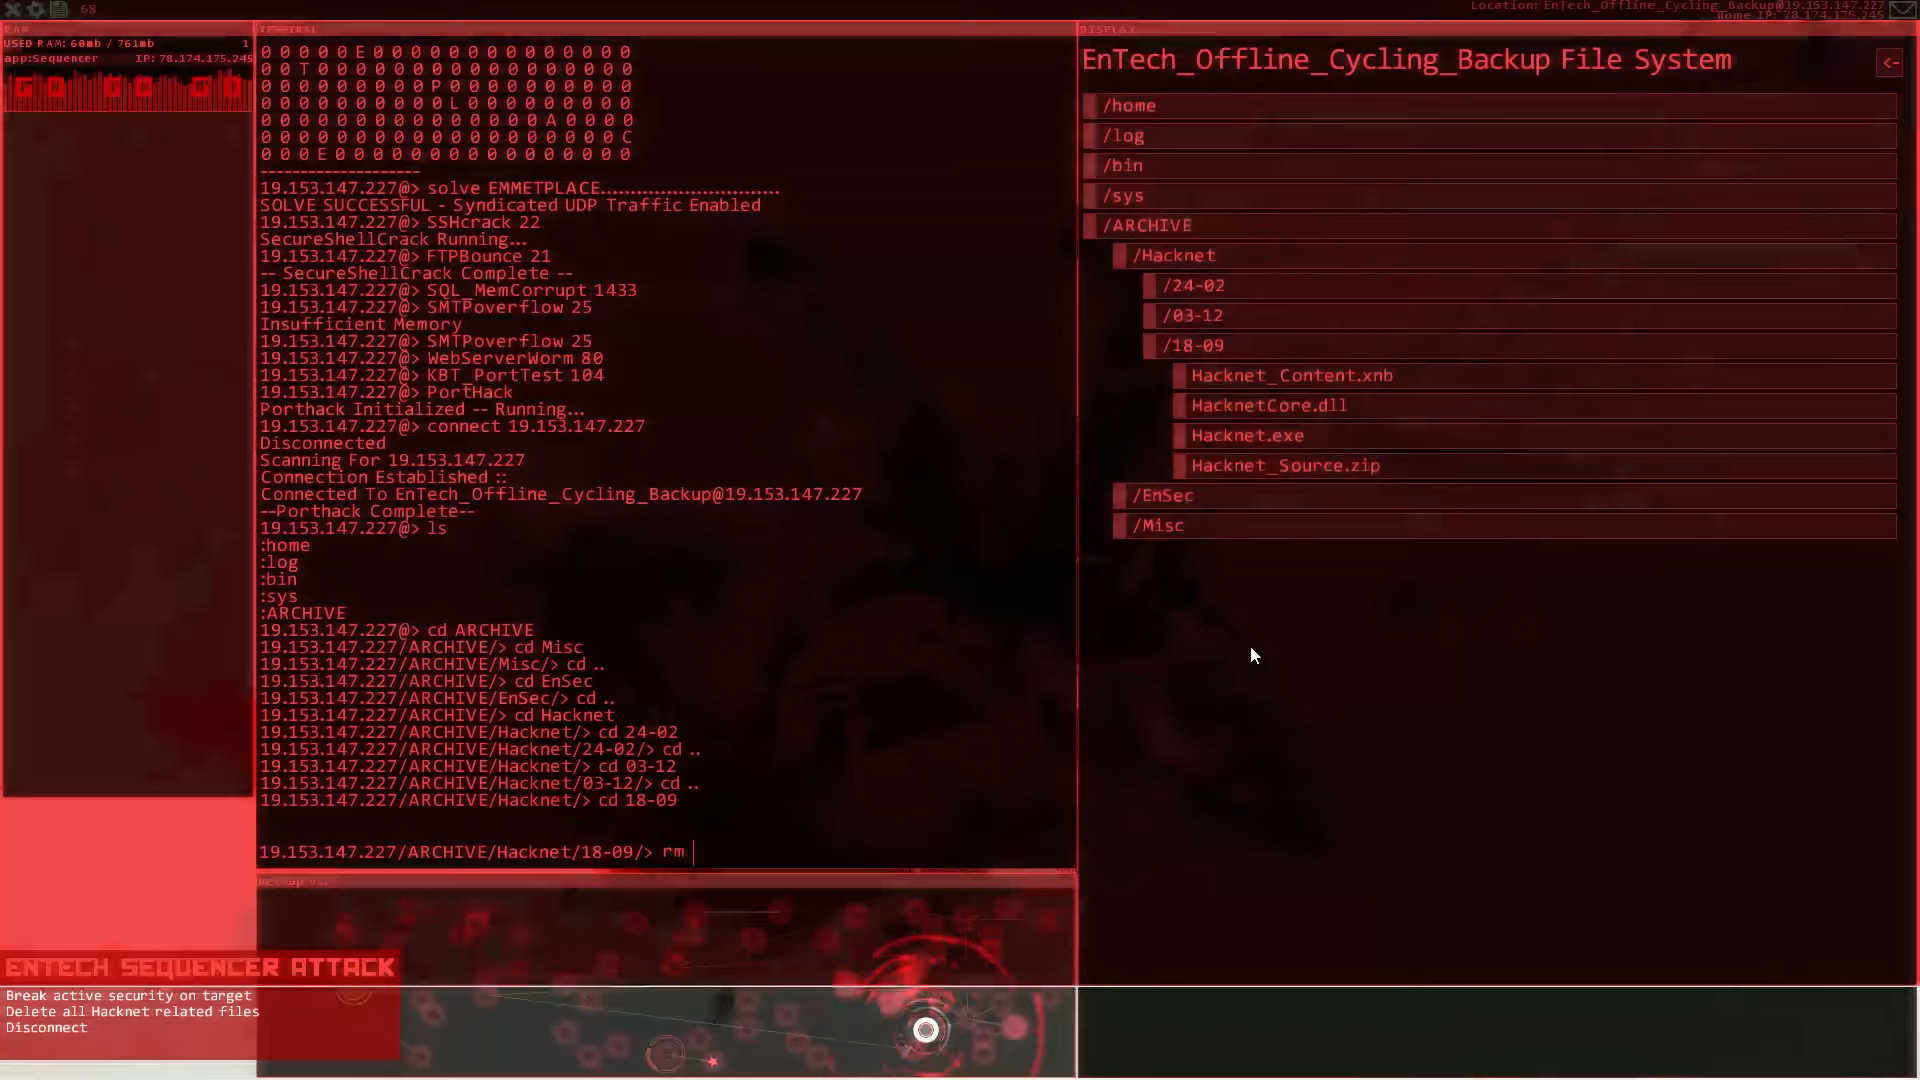 68
Location: EnTech_Offline_Cycling_Backup@19.153.147.227
Home IP: 78.174.175.245
RAM
USED RAM: 60mb / 761mb 1
app:Sequencer IP: 78.174.175.245
TERMINAL
0 0 0 0 0 E 0 0 0 0 0 0 0 0 0 0 0 0 0 0
0 0 T 0 0 0 0 0 0 0 0 0 0 0 0 0 0 0 0 0
0 0 0 0 0 0 0 0 0 P 0 0 0 0 0 0 0 0 0 0
0 0 0 0 0 0 0 0 0 0 L 0 0 0 0 0 0 0 0 0
0 0 0 0 0 0 0 0 0 0 0 0 0 0 0 A 0 0 0 0
0 0 0 0 0 0 0 0 0 0 0 0 0 0 0 0 0 0 0 C
0 0 0 E 0 0 0 0 0 0 0 0 0 0 0 0 0 0 0 0
---------------------
19.153.147.227@> solve EMMETPLACE.............................
SOLVE SUCCESSFUL - Syndicated UDP Traffic Enabled
19.153.147.227@> SSHcrack 22
SecureShellCrack Running...
19.153.147.227@> FTPBounce 21
-- SecureShellCrack Complete --
19.153.147.227@> SQL_MemCorrupt 1433
19.153.147.227@> SMTPoverflow 25
Insufficient Memory
19.153.147.227@> SMTPoverflow 25
19.153.147.227@> WebServerWorm 80
19.153.147.227@> KBT_PortTest 104
19.153.147.227@> PortHack
Porthack Initialized -- Running...
19.153.147.227@> connect 19.153.147.227
Disconnected
Scanning For 19.153.147.227
Connection Established ::
Connected To EnTech_Offline_Cycling_Backup@19.153.147.227
--Porthack Complete--
19.153.147.227@> ls
:home
:log
:bin
:sys
:ARCHIVE
19.153.147.227@> cd ARCHIVE
19.153.147.227/ARCHIVE/> cd Misc
19.153.147.227/ARCHIVE/Misc/> cd ..
19.153.147.227/ARCHIVE/> cd EnSec
19.153.147.227/ARCHIVE/EnSec/> cd ..
19.153.147.227/ARCHIVE/> cd Hacknet
19.153.147.227/ARCHIVE/Hacknet/> cd 24-02
19.153.147.227/ARCHIVE/Hacknet/24-02/> cd ..
19.153.147.227/ARCHIVE/Hacknet/> cd 03-12
19.153.147.227/ARCHIVE/Hacknet/03-12/> cd ..
19.153.147.227/ARCHIVE/Hacknet/> cd 18-09
19.153.147.227/ARCHIVE/Hacknet/18-09/> rm
DISPLAY
EnTech_Offline_Cycling_Backup File System
<-
/home
/log
/bin
/sys
/ARCHIVE
/Hacknet
/24-02
/03-12
/18-09
Hacknet_Content.xnb
HacknetCore.dll
Hacknet.exe
Hacknet_Source.zip
/EnSec
/Misc
ENTECH SEQUENCER ATTACK
Break active security on target
Delete all Hacknet related files
Disconnect